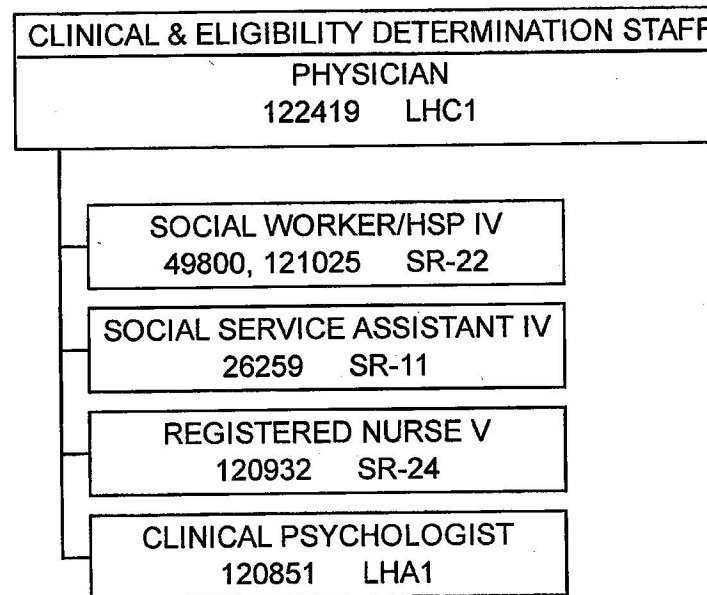 CLINICAL & ELIGIBILITY DETERMINATION STAFF
PHYSICIAN
122419 LHC1
SOCIAL WORKER/HSP IV
49800, 121025 SR-22
SOCIAL SERVICE ASSISTANT IV
26259 SR-11
REGISTERED NURSE V
120932 SR-24
CLINICAL PSYCHOLOGIST
120851 LHA1